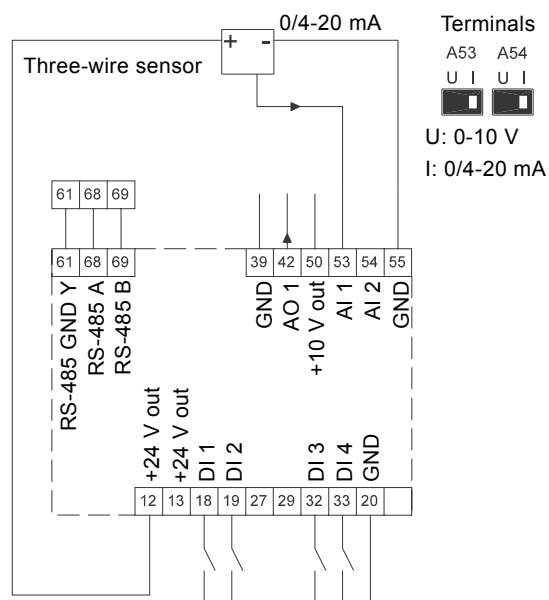 0/4-20 mA
Terminals
+ -
A53 A54
Three-wire sensor
U I U I
U: 0-10 V
I: 0/4-20 mA
61 68 69
61 68 69
39 42 50 53 54 55
RS-485 GND Y
RS-485 A
RS-485 B
GND
AO 1
+10 V out
AI 1
AI 2
GND
+24 V out
+24 V out
DI 1
DI 2
DI 3
DI 4
GND
12 13 18 19 27 29 32 33 20